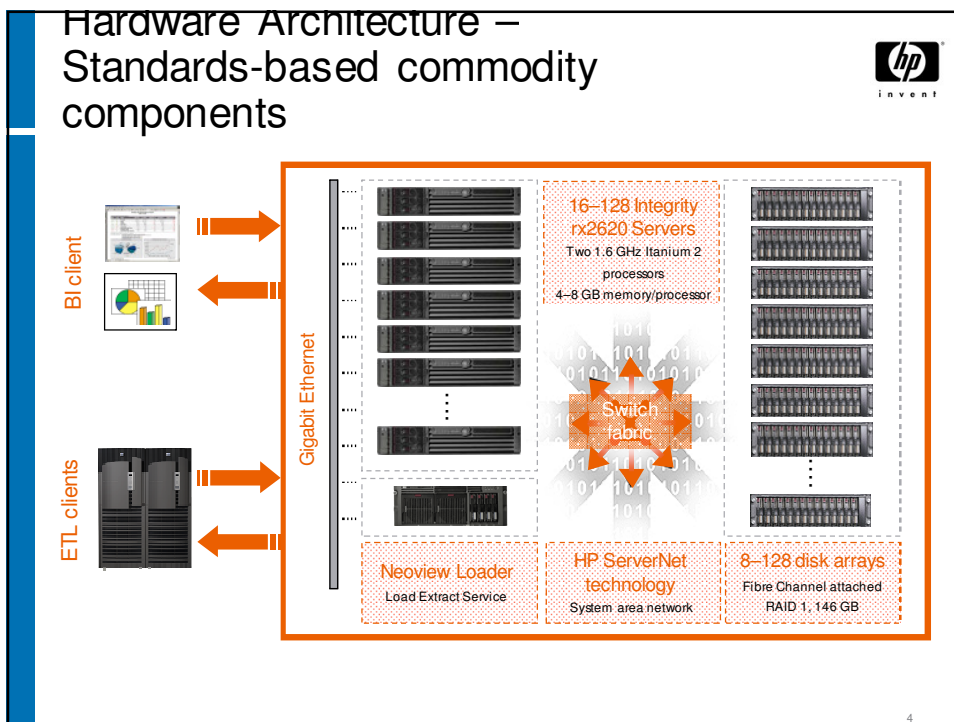 Hardware Architecture –
Standards-based commodity
components
hp
invent
BI client
ETL clients
Gigabit Ethernet
16–128 Integrity
rx2620 Servers
Two 1.6 GHz Itanium 2
processors
4–8 GB memory/processor
Switch
fabric
Neoview Loader
Load Extract Service
HP ServerNet
technology
System area network
8–128 disk arrays
Fibre Channel attached
RAID 1, 146 GB
4